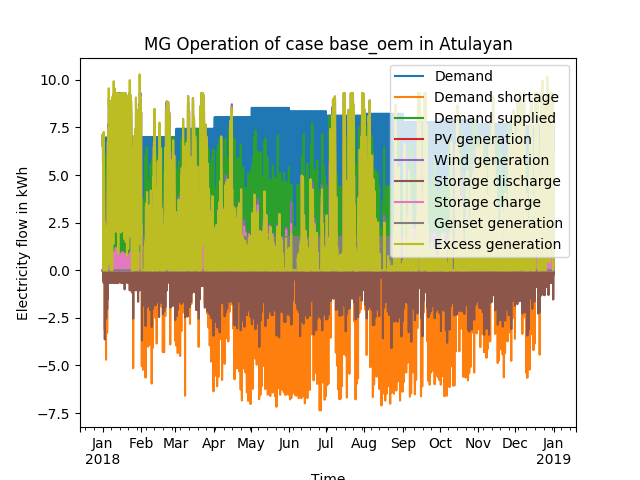 MG Operation of case base_oem in Atulayan
Electricity flow in kWh
10.0
7.5
5.0
2.5
0.0
−2.5
−5.0
−7.5
Demand
Demand shortage
Demand supplied
PV generation
Wind generation
Storage discharge
Storage charge
Genset generation
Excess generation
Jan Feb Mar Apr May Jun Jul Aug Sep Oct Nov Dec Jan
2018 2019
Time